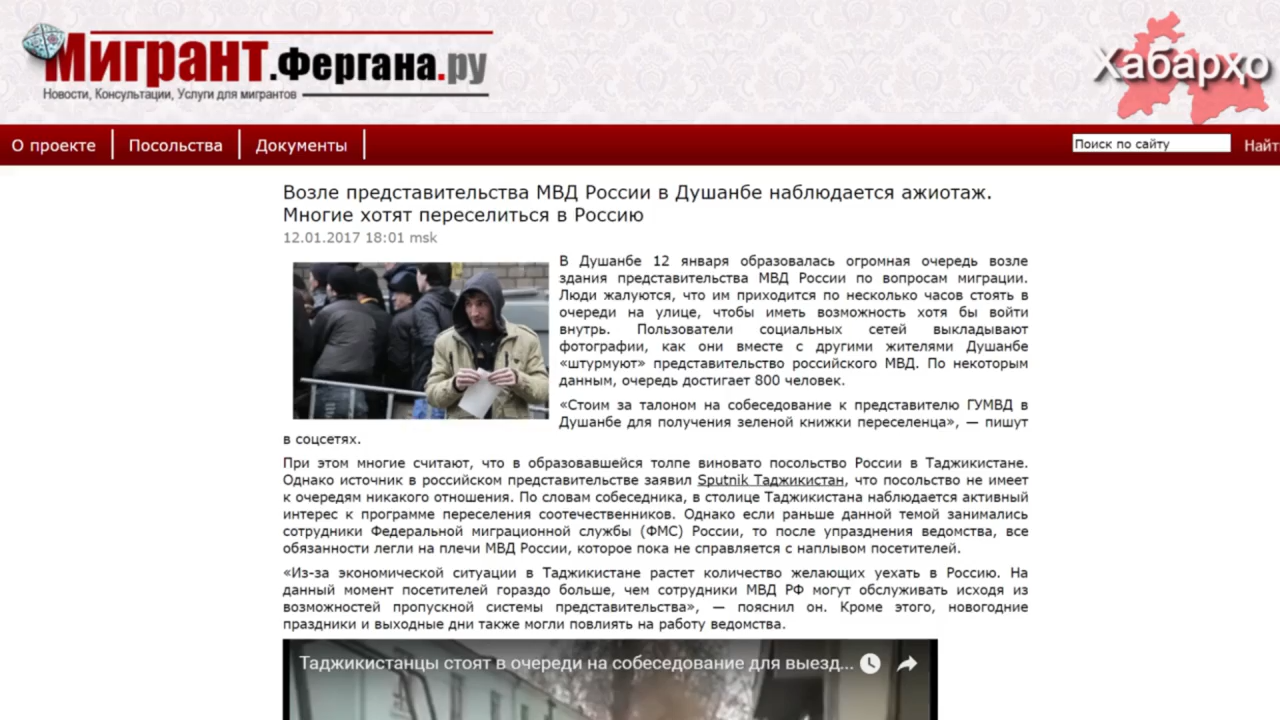 Мигрант.Фергана.ру
Новости, Консультации, Услуги для мигрантов
Хабарҳо
О проекте
Посольства
Документы
Поиск по сайту
Найт
Возле представительства МВД России в Душанбе наблюдается ажиотаж.
Многие хотят переселиться в Россию
12.01.2017 18:01 msk
В Душанбе 12 января образовалась огромная очередь возле
здания представительства МВД России по вопросам миграции.
Люди жалуются, что им приходится по несколько часов стоять в
очереди на улице, чтобы иметь возможность хотя бы войти
внутрь. Пользователи социальных сетей выкладывают
фотографии, как они вместе с другими жителями Душанбе
«штурмуют» представительство российского МВД. По некоторым
данным, очередь достигает 800 человек.
«Стоим за талоном на собеседование к представителю ГУМВД в
Душанбе для получения зеленой книжки переселенца», — пишут
в соцсетях.
При этом многие считают, что в образовавшейся толпе виновато посольство России в Таджикистане.
Однако источник в российском представительстве заявил Sputnik Таджикистан, что посольство не имеет
к очередям никакого отношения. По словам собеседника, в столице Таджикистана наблюдается активный
интерес к программе переселения соотечественников. Однако если раньше данной темой занимались
сотрудники Федеральной миграционной службы (ФМС) России, то после упразднения ведомства, все
обязанности легли на плечи МВД России, которое пока не справляется с наплывом посетителей.
«Из-за экономической ситуации в Таджикистане растет количество желающих уехать в Россию. На
данный момент посетителей гораздо больше, чем сотрудники МВД РФ могут обслуживать исходя из
возможностей пропускной системы представительства», — пояснил он. Кроме этого, новогодние
праздники и выходные дни также могли повлиять на работу ведомства.
Таджикистанцы стоят в очереди на собеседование для выезд...